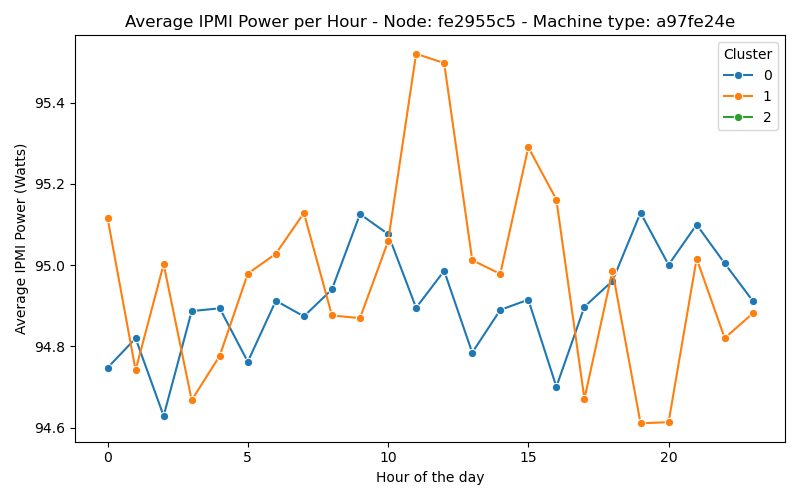 Average IPMI Power per Hour - Node: fe2955c5 - Machine type: a97fe24e
Cluster
0
1
2
95.4
95.2
95.0
94.8
94.6
Average IPMI Power (Watts)
0 5 10 15 20
Hour of the day